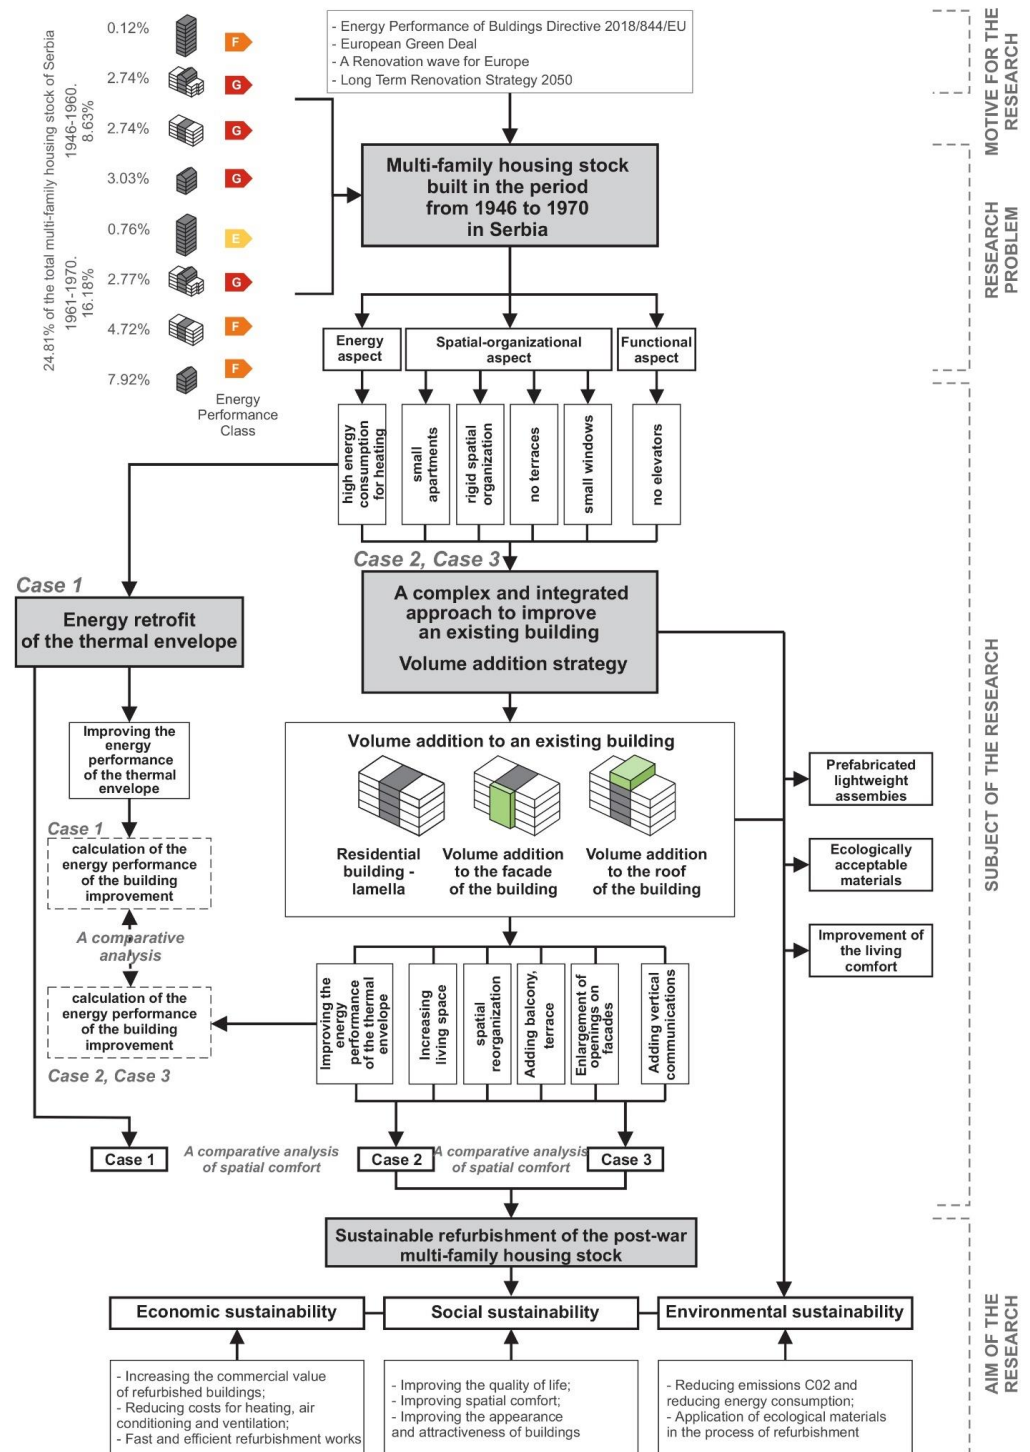 24.81% of the total multi-family housing stock of Serbia
1946-1960.
8.63%
1961-1970.
16.18%
0.12%
F
2.74%
G
2.74%
G
3.03%
G
0.76%
E
2.77%
G
4.72%
F
7.92%
F
Energy
Performance
Class
- Energy Performance of Buldings Directive 2018/844/EU
- European Green Deal
- A Renovation wave for Europe
- Long Term Renovation Strategy 2050
MOTIVE FOR THE
RESEARCH
Multi-family housing stock
built in the period
from 1946 to 1970
in Serbia
RESEARCH
PROBLEM
Energy
aspect
Spatial-organizational
aspect
Functional
aspect
high energy
consumption
for heating
small
apartments
rigid spatial
organization
no terraces
small windows
no elevators
Case 2, Case 3
Case 1
Energy retrofit
of the thermal envelope
A complex and integrated
approach to improve
an existing building
Volume addition strategy
SUBJECT OF THE RESEARCH
Improving the
energy
performance
of the thermal
envelope
Volume addition to an existing building
Residential
building -
lamella
Volume addition
to the facade
of the building
Volume addition
to the roof
of the building
Prefabricated
lightweight
assembies
Ecologically
acceptable
materials
Improvement of
the living
comfort
Case 1
calculation of the
energy performance
of the building
improvement
A comparative
analysis
calculation of the
energy performance
of the building
improvement
Case 2, Case 3
Improving the
energy
performance
of the thermal
envelope
Increasing
living space
spatial
reorganization
Adding balcony,
terrace
Enlargement of
openings on
facades
Adding vertical
communications
Case 1
A comparative analysis
of spatial comfort
Case 2
A comparative analysis
of spatial comfort
Case 3
Sustainable refurbishment of the post-war
multi-family housing stock
AIM OF THE
RESEARCH
Economic sustainability
Social sustainability
Environmental sustainability
- Increasing the commercial value
of refurbished buildings;
- Reducing costs for heating, air
conditioning and ventilation;
- Fast and efficient refurbishment works
- Improving the quality of life;
- Improving spatial comfort;
- Improving the appearance
and attractiveness of buildings
- Reducing emissions C02 and
reducing energy consumption;
- Application of ecological materials
in the process of refurbishment